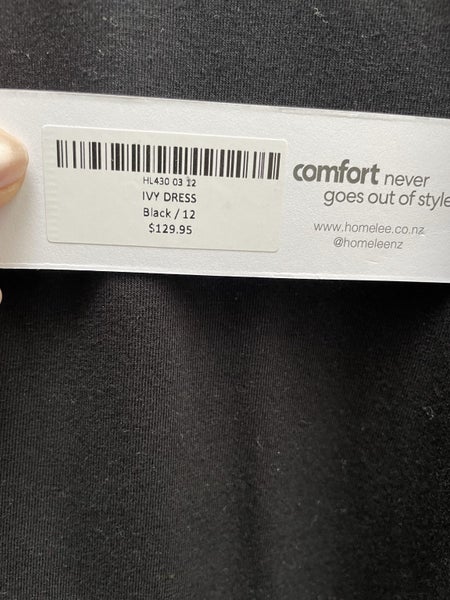 HL430 03 12
IVY DRESS
Black / 12
$129.95
comfort never
goes out of style
www.homelee.co.nz
@homeleenz